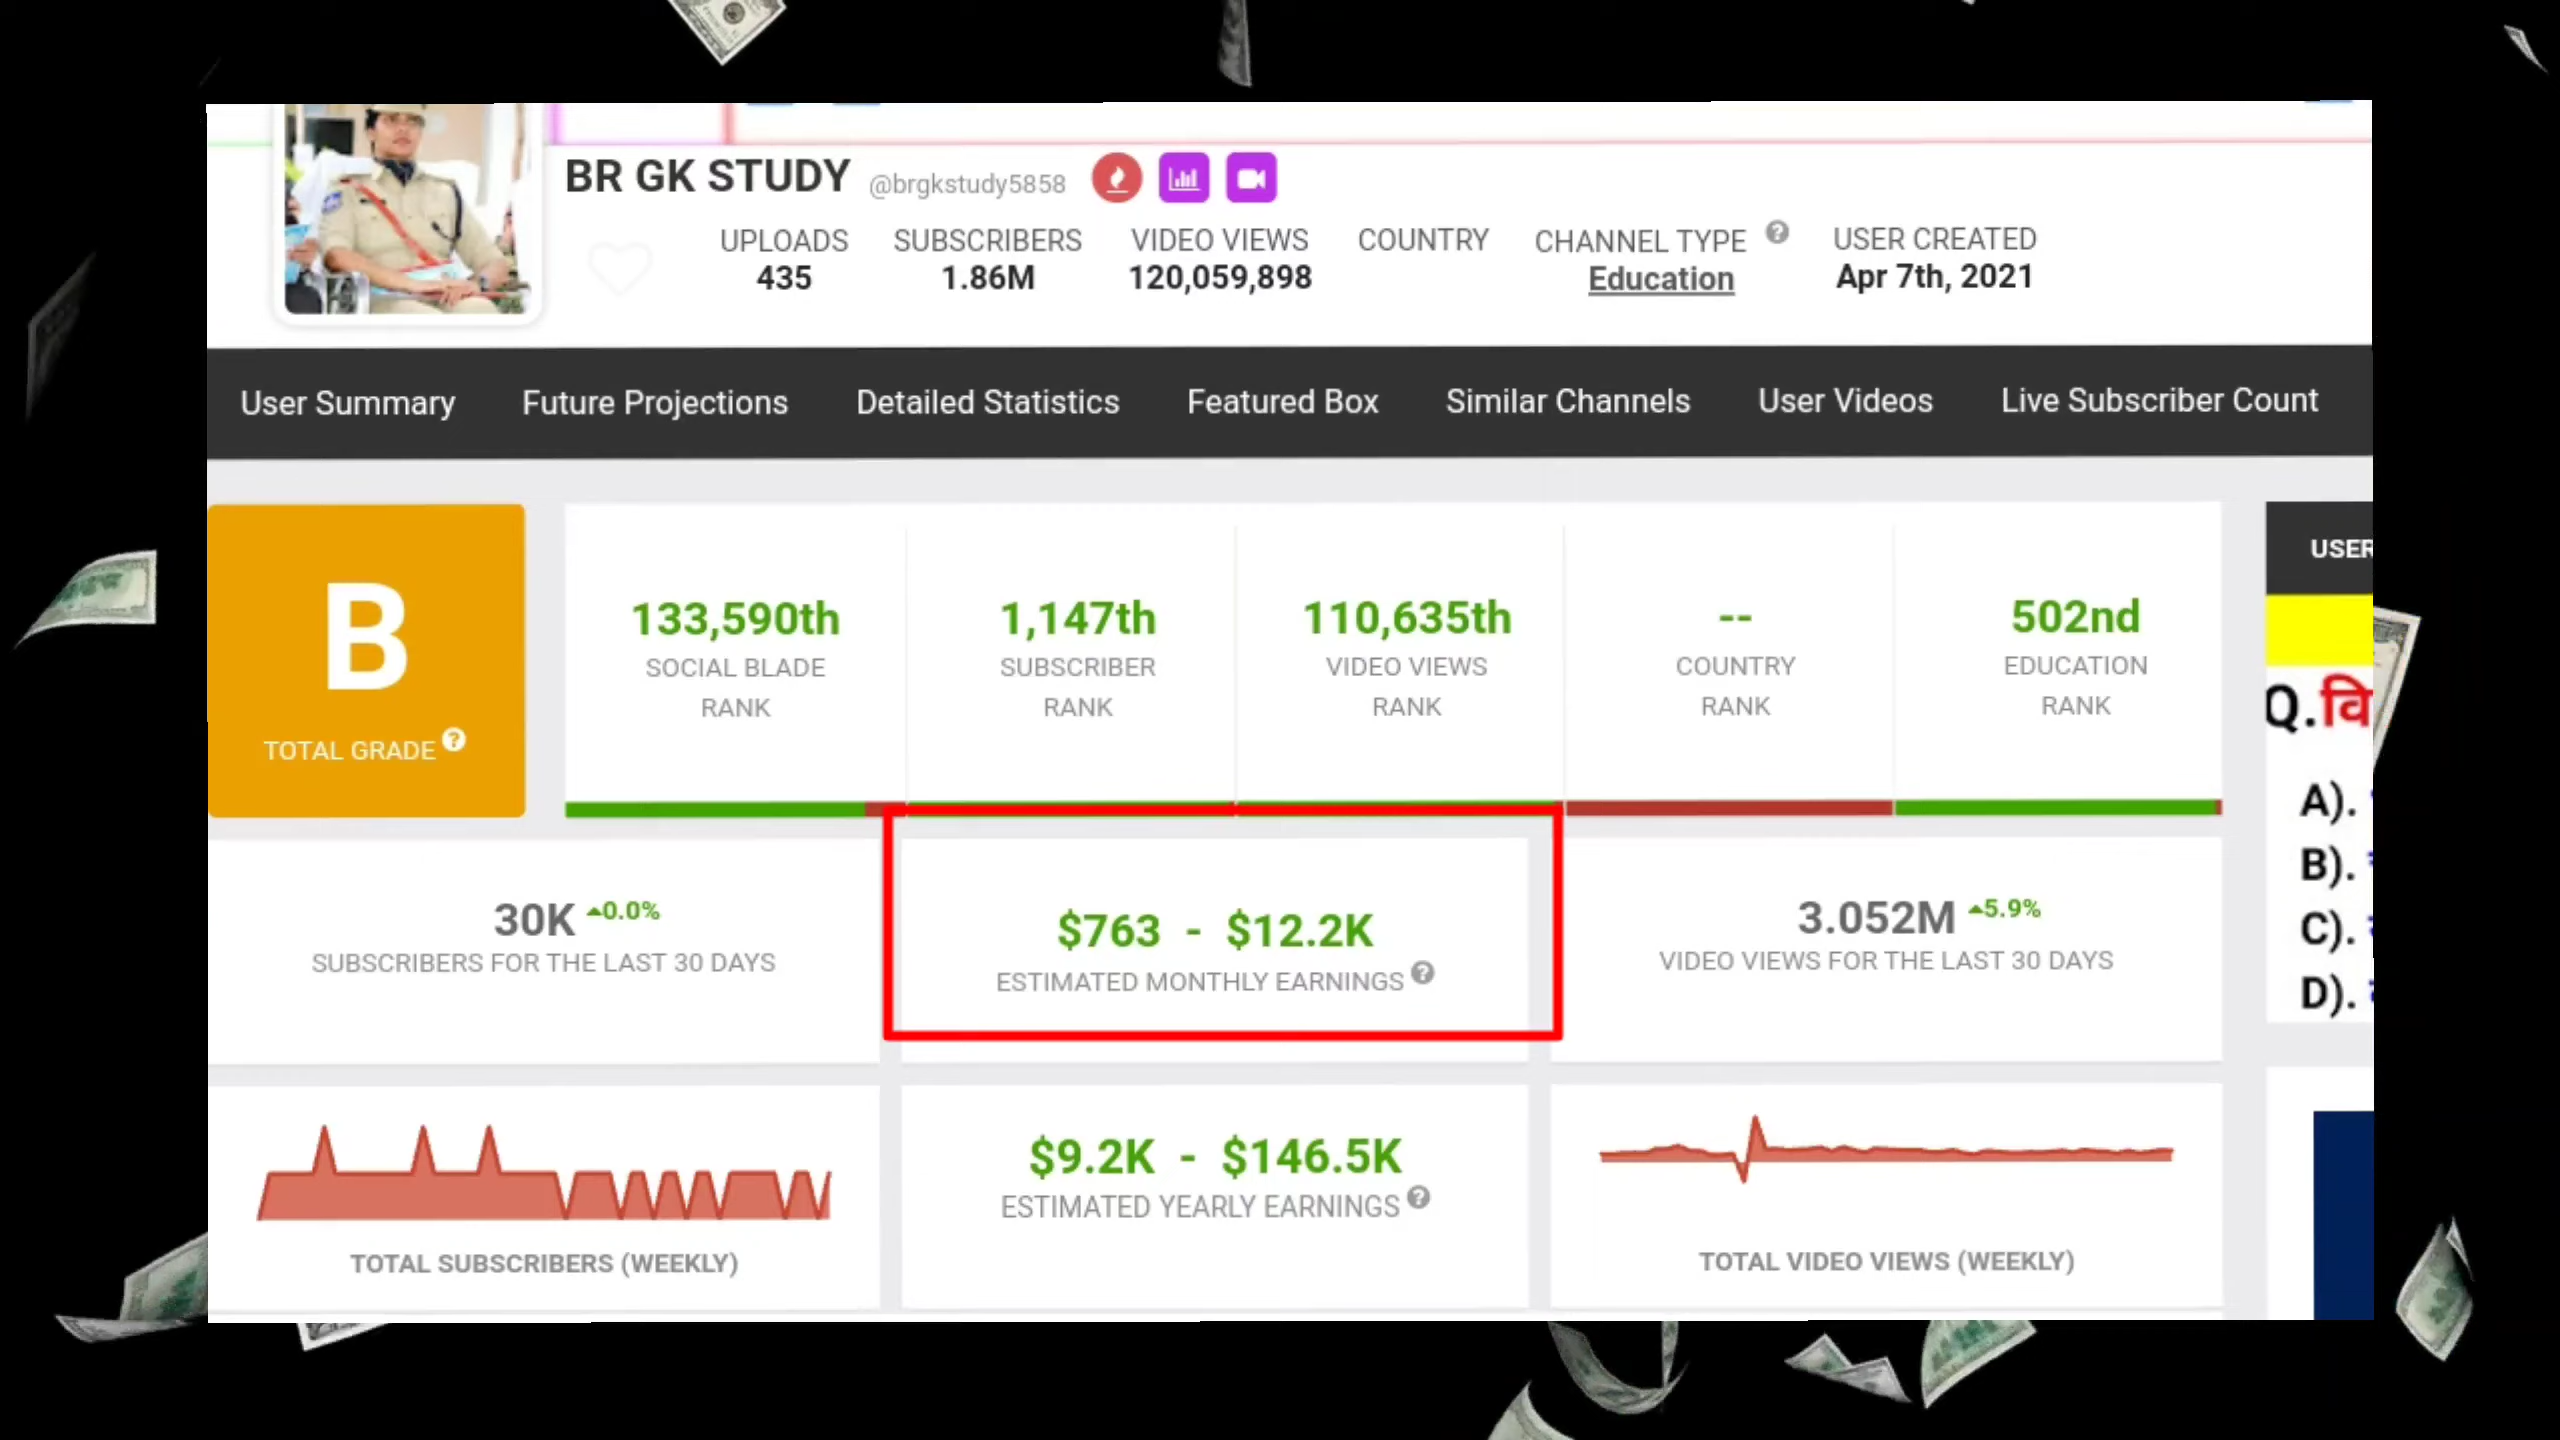 BR GK STUDY @brgkstudy5858
UPLOADS SUBSCRIBERS VIDEO VIEWS COUNTRY CHANNEL TYPE USER CREATED
435 1.86M 120,059,898 Education Apr 7th, 2021
User Summary Future Projections Detailed Statistics Featured Box Similar Channels User Videos Live Subscriber Count
B
TOTAL GRADE
133,590th
SOCIAL BLADE
RANK
1,147th
SUBSCRIBER
RANK
110,635th
VIDEO VIEWS
RANK
--
COUNTRY
RANK
502nd
EDUCATION
RANK
USER
Q.वि
A).
B).
C).
D).
30K 0.0%
SUBSCRIBERS FOR THE LAST 30 DAYS
$763 - $12.2K
ESTIMATED MONTHLY EARNINGS
3.052M 5.9%
VIDEO VIEWS FOR THE LAST 30 DAYS
TOTAL SUBSCRIBERS (WEEKLY)
$9.2K - $146.5K
ESTIMATED YEARLY EARNINGS
TOTAL VIDEO VIEWS (WEEKLY)